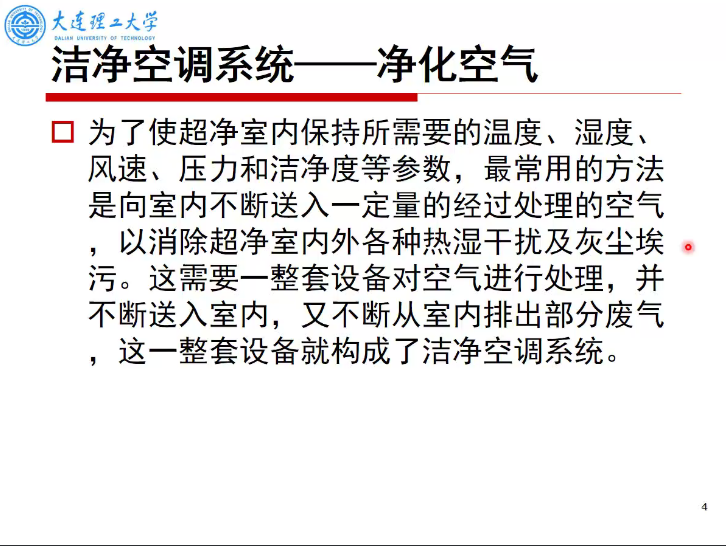 大连理工大学
DALIAN UNIVERSITY OF TECHNOLOGY
洁净空调系统——净化空气
为了使超净室内保持所需要的温度、湿度、
风速、压力和洁净度等参数，最常用的方法
是向室内不断送入一定量的经过处理的空气
，以消除超净室内外各种热湿干扰及灰尘埃
污。这需要一整套设备对空气进行处理，并
不断送入室内，又不断从室内排出部分废气
，这一整套设备就构成了洁净空调系统。
4